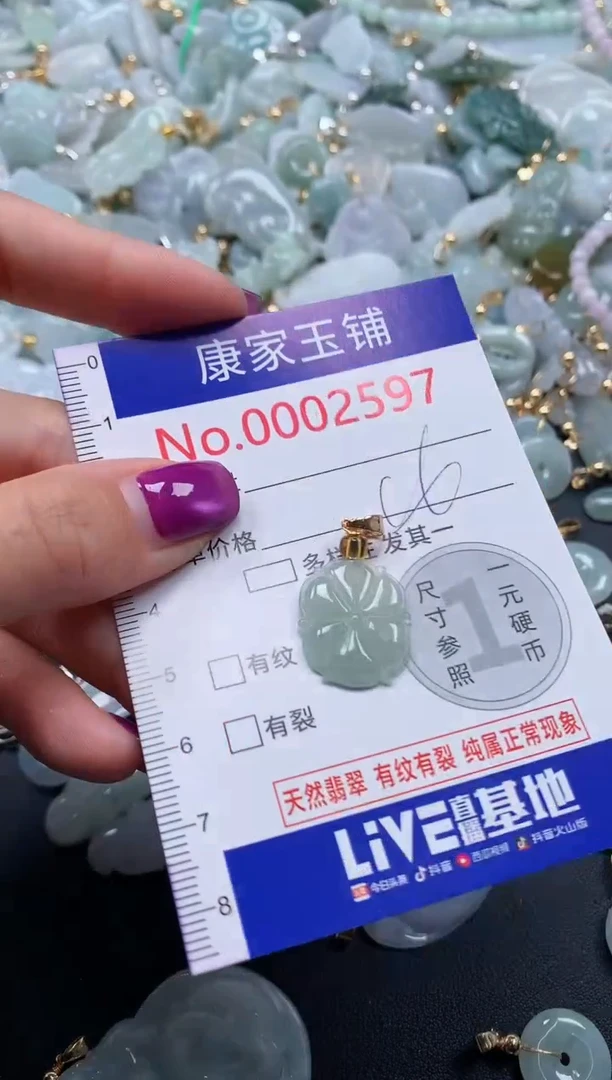 康家玉铺
No.0002597
单价格
多样在发其一
有纹
有裂
尺寸参照
1
一元硬币
天然翡翠 有纹有裂 纯属正常现象
LiVE直播基地
今日头条 抖音 西瓜视频 抖音火山版
0
1
4
5
6
7
8